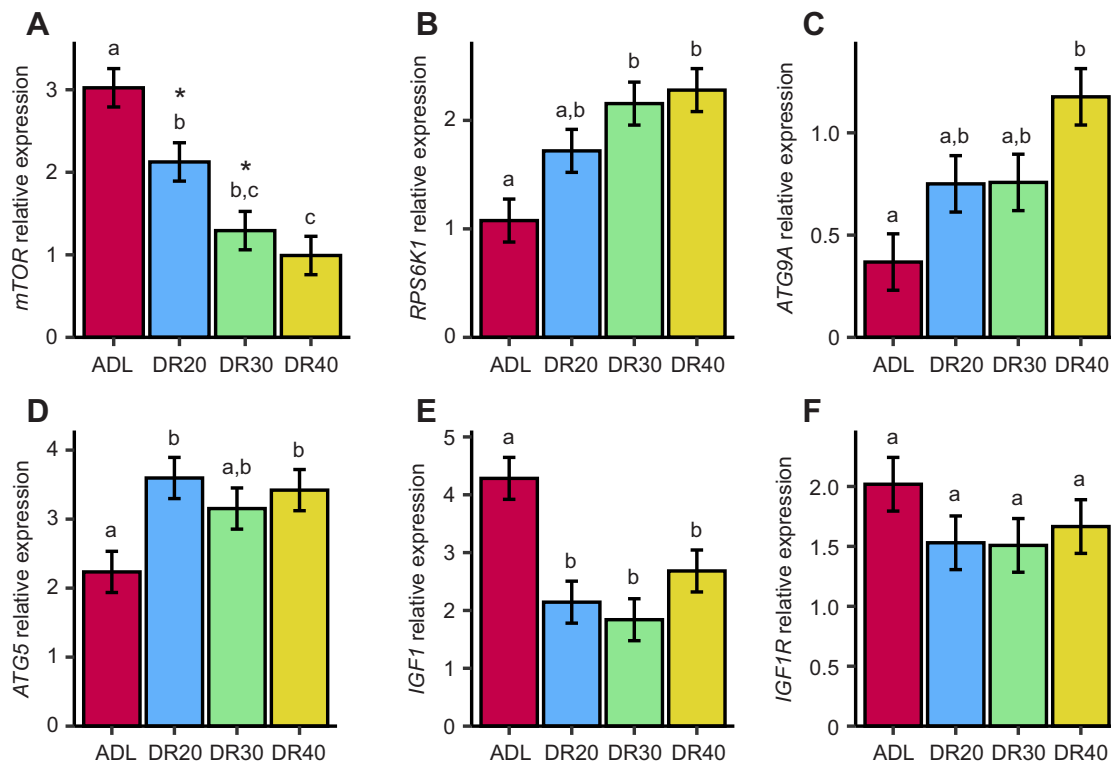 A
mTOR relative expression
3
2
1
0
a
*
b
*
b,c
c
ADL DR20 DR30 DR40
B
RPS6K1 relative expression
2
1
0
a
a,b
b
b
ADL DR20 DR30 DR40
C
ATG9A relative expression
1.0
0.5
0
a
a,b
a,b
b
ADL DR20 DR30 DR40
D
ATG5 relative expression
4
3
2
1
0
a
b
a,b
b
ADL DR20 DR30 DR40
E
IGF1 relative expression
5
4
3
2
1
0
a
b
b
b
ADL DR20 DR30 DR40
F
IGF1R relative expression
2.0
1.5
1.0
0.5
0
a
a
a
a
ADL DR20 DR30 DR40